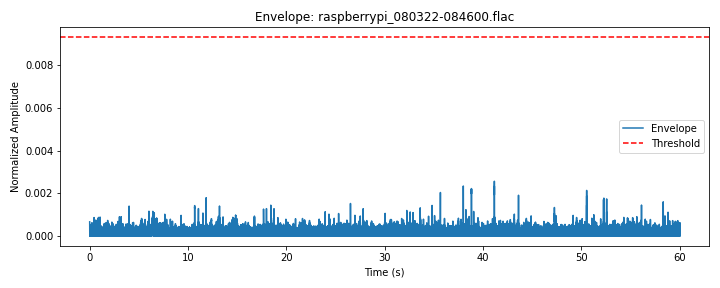 Envelope: raspberrypi_080322-084600.flac
Normalized Amplitude
0.008
0.006
0.004
0.002
0.000
Envelope
Threshold
0
10
20
30
40
50
60
Time (s)